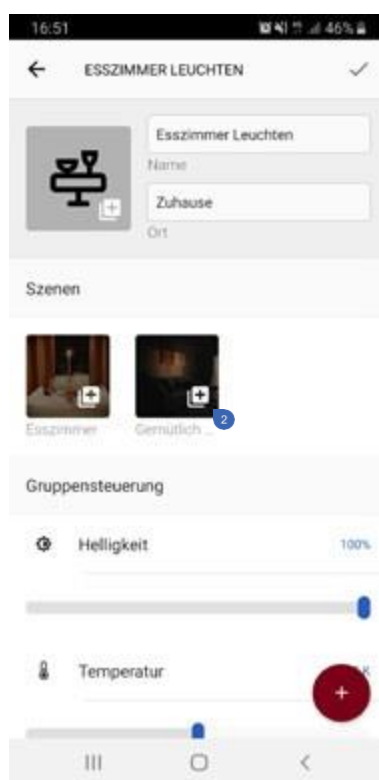 16:51 46%
ESSZIMMER LEUCHTEN
Esszimmer Leuchten
Name
Zuhause
Ort
Szenen
Esszimmer
Gemütlich ...
2
Gruppensteuerung
Helligkeit 100%
Temperatur K
+